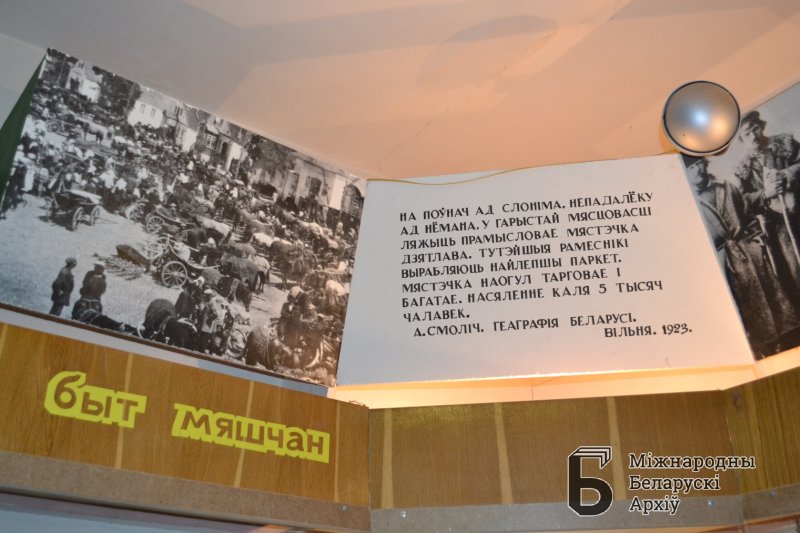 НА ПОЎНАЧ АД СЛОНІМА, НЕПАДАЛЁКУ
АД НЁМАНА, У ГАРЫСТАЙ МЯСЦОВАСЦІ
ЛЯЖЫЦЬ ПРАМЫСЛОВАЕ МЯСТЭЧКА
ДЗЯТЛАВА. ТУТЭЙШЫЯ РАМЕСНІКІ
ВЫРАБЛЯЮЦЬ НАЙЛЕПШЫ ПАРКЕТ.
МЯСТЭЧКА НАОГУЛ ТАРГОВАЕ І
БАГАТАЕ. НАСЯЛЕННЕ КАЛЯ 5 ТЫСЯЧ
ЧАЛАВЕК.
А. СМОЛІЧ. ГЕАГРАФІЯ БЕЛАРУСІ.
ВІЛЬНЯ. 1923.
быт мяшчан
Б Міжнародны
Беларускі
Архіў